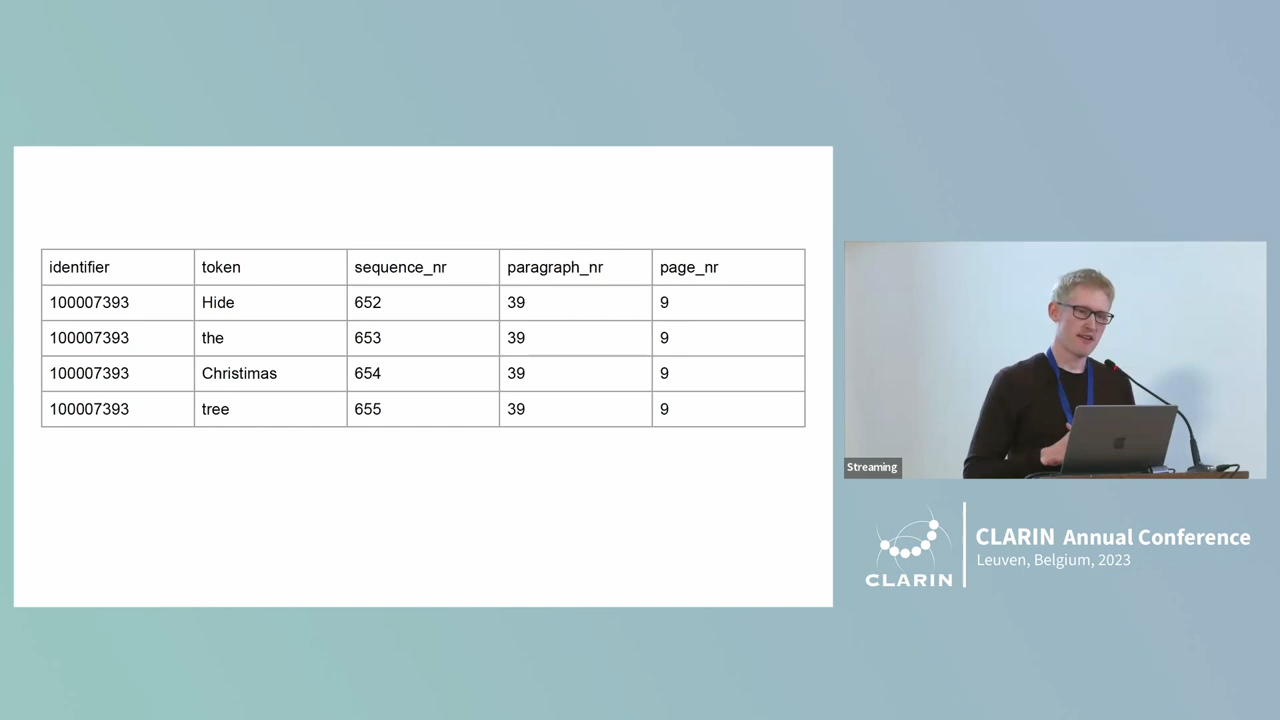 identifier token sequence_nr paragraph_nr page_nr
100007393 Hide 652 39 9
100007393 the 653 39 9
100007393 Christimas 654 39 9
100007393 tree 655 39 9
Streaming
CLARIN
CLARIN Annual Conference
Leuven, Belgium, 2023